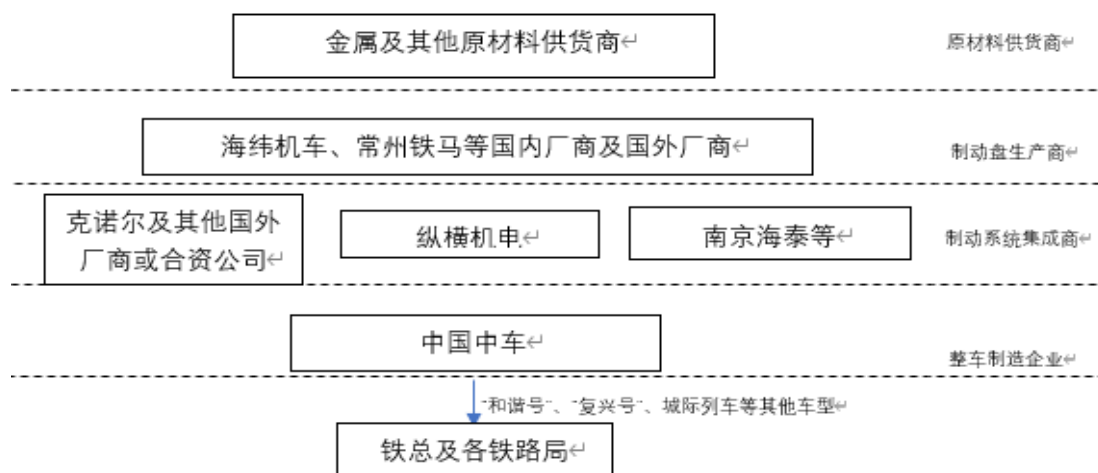 金属及其他原材料供货商↵
原材料供货商↵
海纬机车、常州铁马等国内厂商及国外厂商↵
制动盘生产商↵
克诺尔及其他国外
厂商或合资公司↵
纵横机电↵
南京海泰等↵
制动系统集成商↵
中国中车↵
整车制造企业↵
"和谐号"、"复兴号"、城际列车等其他车型↵
铁总及各铁路局↵